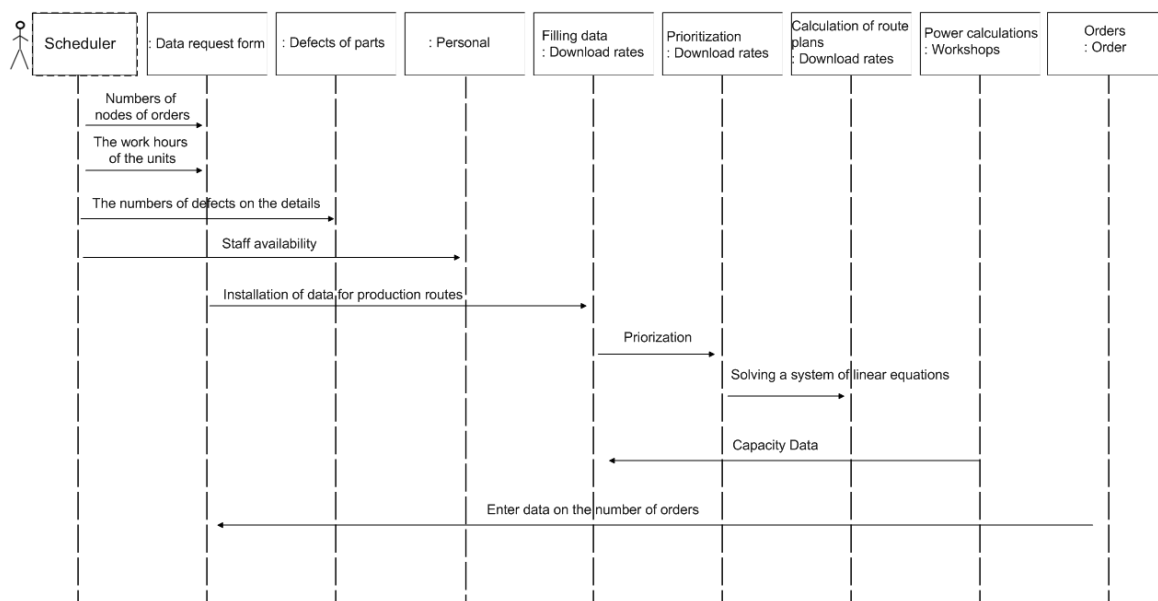 Scheduler
: Data request form
: Defects of parts
: Personal
Filling data
: Download rates
Prioritization
: Download rates
Calculation of route
plans
: Download rates
Power calculations
: Workshops
Orders
: Order
Numbers of
nodes of orders
The work hours
of the units
The numbers of defects on the details
Staff availability
Installation of data for production routes
Priorization
Solving a system of linear equations
Capacity Data
Enter data on the number of orders